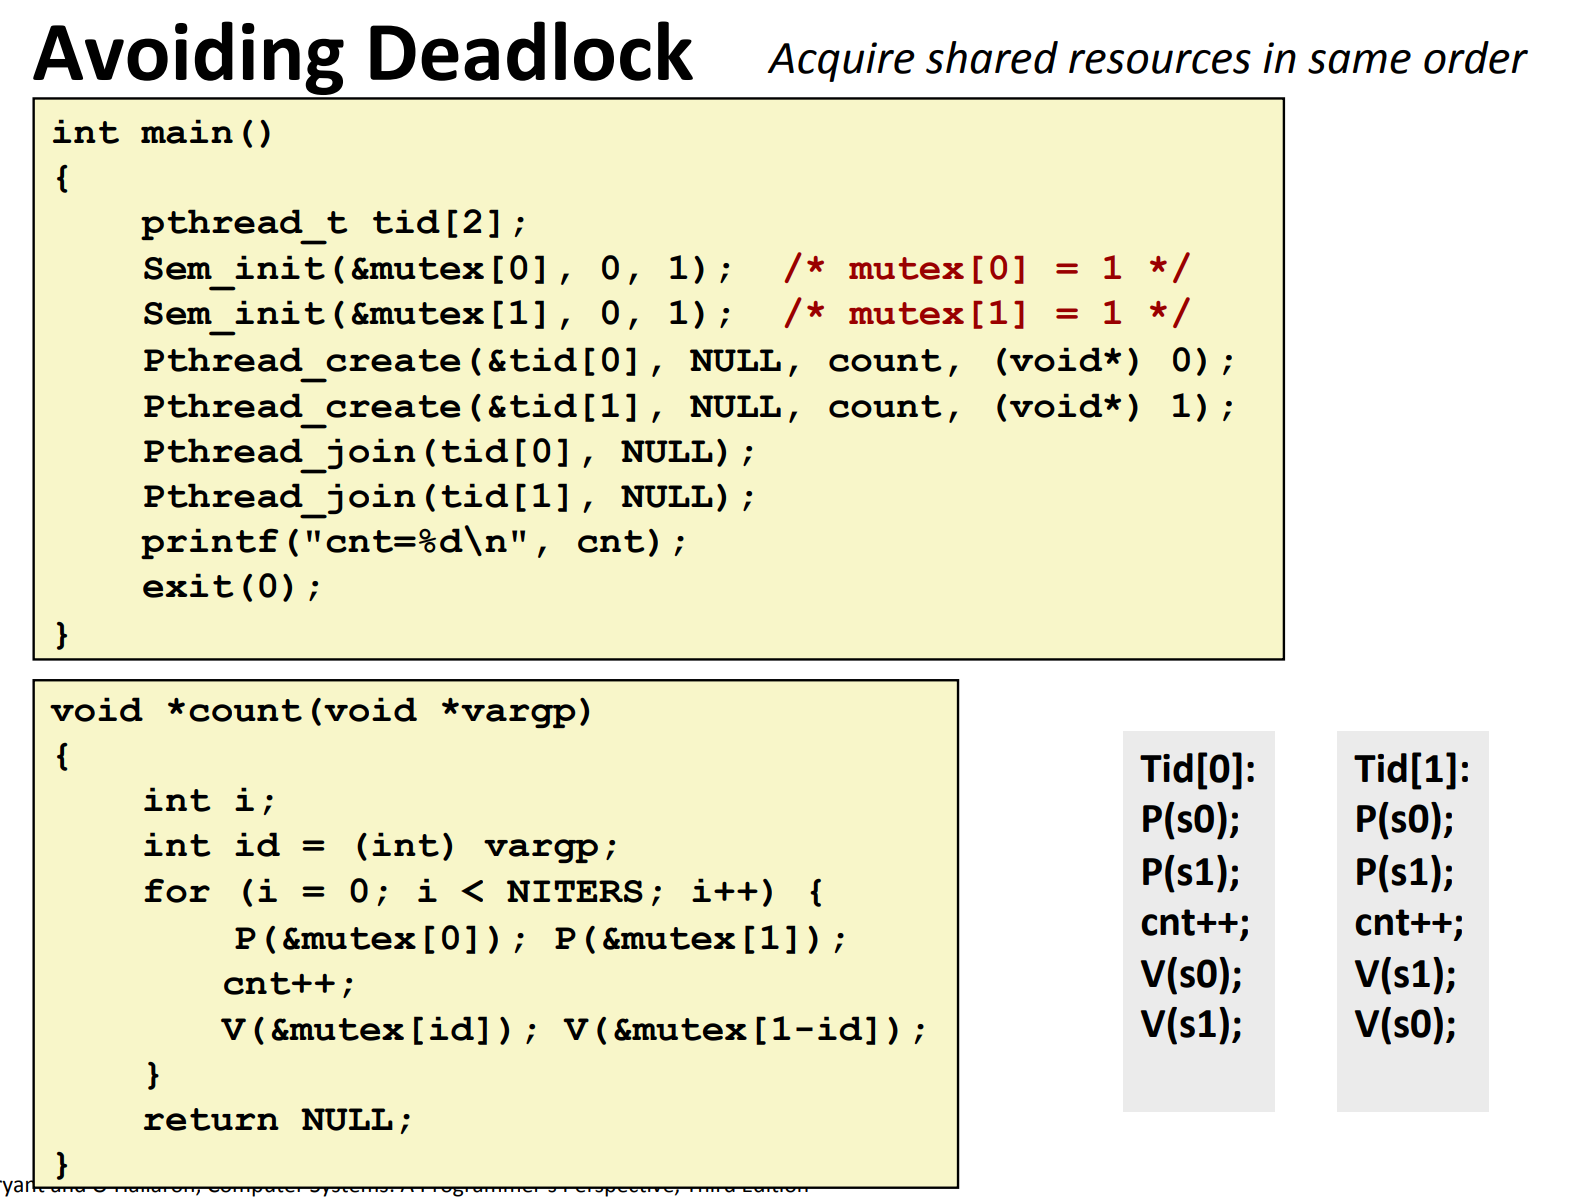 Avoiding Deadlock
Acquire shared resources in same order
int main()
{
    pthread_t tid[2];
    Sem_init(&mutex[0], 0, 1);  /* mutex[0] = 1 */
    Sem_init(&mutex[1], 0, 1);  /* mutex[1] = 1 */
    Pthread_create(&tid[0], NULL, count, (void*) 0);
    Pthread_create(&tid[1], NULL, count, (void*) 1);
    Pthread_join(tid[0], NULL);
    Pthread_join(tid[1], NULL);
    printf("cnt=%d\n", cnt);
    exit(0);
}
void *count(void *vargp)
{
    int i;
    int id = (int) vargp;
    for (i = 0; i < NITERS; i++) {
        P(&mutex[0]); P(&mutex[1]);
        cnt++;
        V(&mutex[id]); V(&mutex[1-id]);
    }
    return NULL;
}
Tid[0]:
P(s0);
P(s1);
cnt++;
V(s0);
V(s1);
Tid[1]:
P(s0);
P(s1);
cnt++;
V(s1);
V(s0);